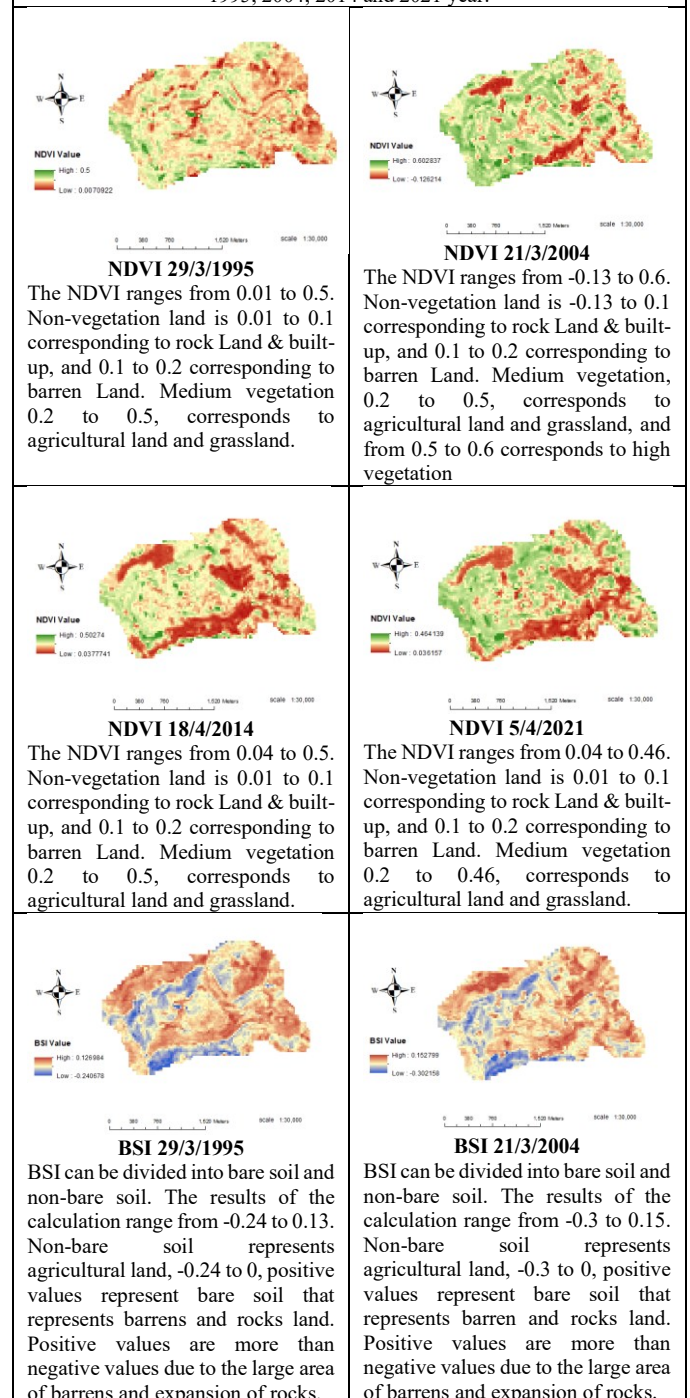 1995, 2004, 2014 and 2021 year.
N
W E
S
NDVI Value
High : 0.5
Low : 0.0070922
0 380 760 1,520 Meters scale 1:30,000
NDVI 29/3/1995
The NDVI ranges from 0.01 to 0.5.
Non-vegetation land is 0.01 to 0.1
corresponding to rock Land & built-
up, and 0.1 to 0.2 corresponding to
barren Land. Medium vegetation
0.2 to 0.5, corresponds to
agricultural land and grassland.
N
W E
S
NDVI Value
High : 0.602837
Low : -0.126214
0 380 760 1,520 Meters scale 1:30,000
NDVI 21/3/2004
The NDVI ranges from -0.13 to 0.6.
Non-vegetation land is -0.13 to 0.1
corresponding to rock Land & built-
up, and 0.1 to 0.2 corresponding to
barren Land. Medium vegetation,
0.2 to 0.5, corresponds to
agricultural land and grassland, and
from 0.5 to 0.6 corresponds to high
vegetation
N
W E
S
NDVI Value
High : 0.50274
Low : 0.0377741
0 380 760 1,520 Meters scale 1:30,000
NDVI 18/4/2014
The NDVI ranges from 0.04 to 0.5.
Non-vegetation land is 0.01 to 0.1
corresponding to rock Land & built-
up, and 0.1 to 0.2 corresponding to
barren Land. Medium vegetation
0.2 to 0.5, corresponds to
agricultural land and grassland.
N
W E
S
NDVI Value
High : 0.464139
Low : 0.036157
0 380 760 1,520 Meters scale 1:30,000
NDVI 5/4/2021
The NDVI ranges from 0.04 to 0.46.
Non-vegetation land is 0.01 to 0.1
corresponding to rock Land & built-
up, and 0.1 to 0.2 corresponding to
barren Land. Medium vegetation
0.2 to 0.46, corresponds to
agricultural land and grassland.
N
W E
S
BSI Value
High : 0.126984
Low : -0.240678
0 380 760 1,520 Meters scale 1:30,000
BSI 29/3/1995
BSI can be divided into bare soil and
non-bare soil. The results of the
calculation range from -0.24 to 0.13.
Non-bare soil represents
agricultural land, -0.24 to 0, positive
values represent bare soil that
represents barrens and rocks land.
Positive values are more than
negative values due to the large area
of barrens and expansion of rocks.
N
W E
S
BSI Value
High : 0.152799
Low : -0.302158
0 380 760 1,520 Meters scale 1:30,000
BSI 21/3/2004
BSI can be divided into bare soil and
non-bare soil. The results of the
calculation range from -0.3 to 0.15.
Non-bare soil represents
agricultural land, -0.3 to 0, positive
values represent bare soil that
represents barren and rocks land.
Positive values are more than
negative values due to the large area
of barrens and expansion of rocks.